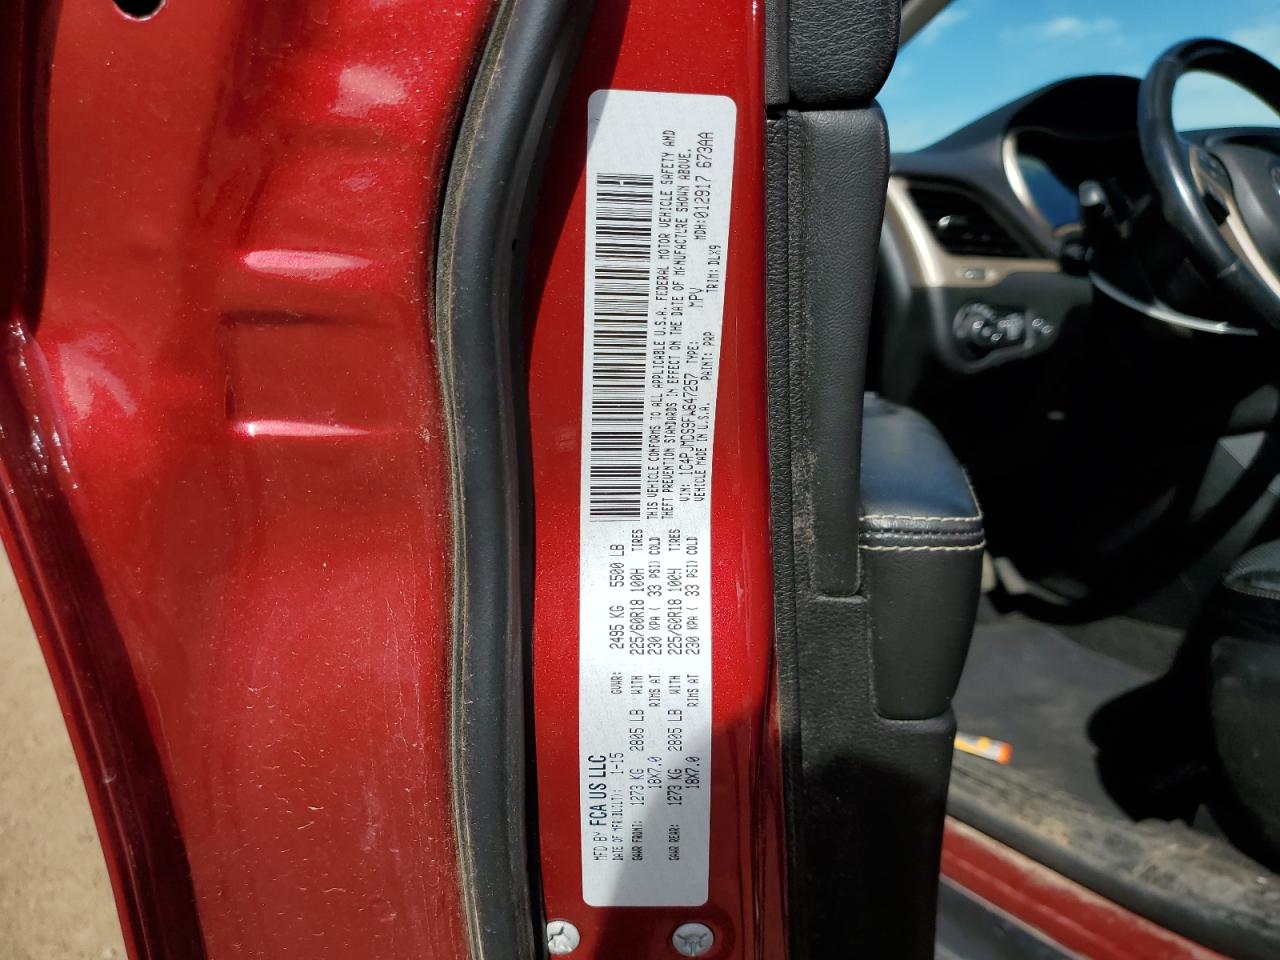 MFD BY FCA US LLC
DATE OF MFR(BUILT): 1-15 GVWR: 2495 KG 5500 LB
GAWR FRONT: 1273 KG 2805 LB WITH 225/60R18 100H TIRES
18X7.0 RIMS AT 230 KPA ( 33 PSI) COLD
GAWR REAR: 1273 KG 2805 LB WITH 225/60R18 100H TIRES
18X7.0 RIMS AT 230 KPA ( 33 PSI) COLD
THIS VEHICLE CONFORMS TO ALL APPLICABLE U.S.A. FEDERAL MOTOR VEHICLE SAFETY AND
THEFT PREVENTION STANDARDS IN EFFECT ON THE DATE OF MANUFACTURE SHOWN ABOVE.
VIN: 1C4PJMDS9FW647257 TYPE: MPV MDH:012917 673AA
VEHICLE MADE IN U.S.A. PAINT: PRP TRIM: DLX9